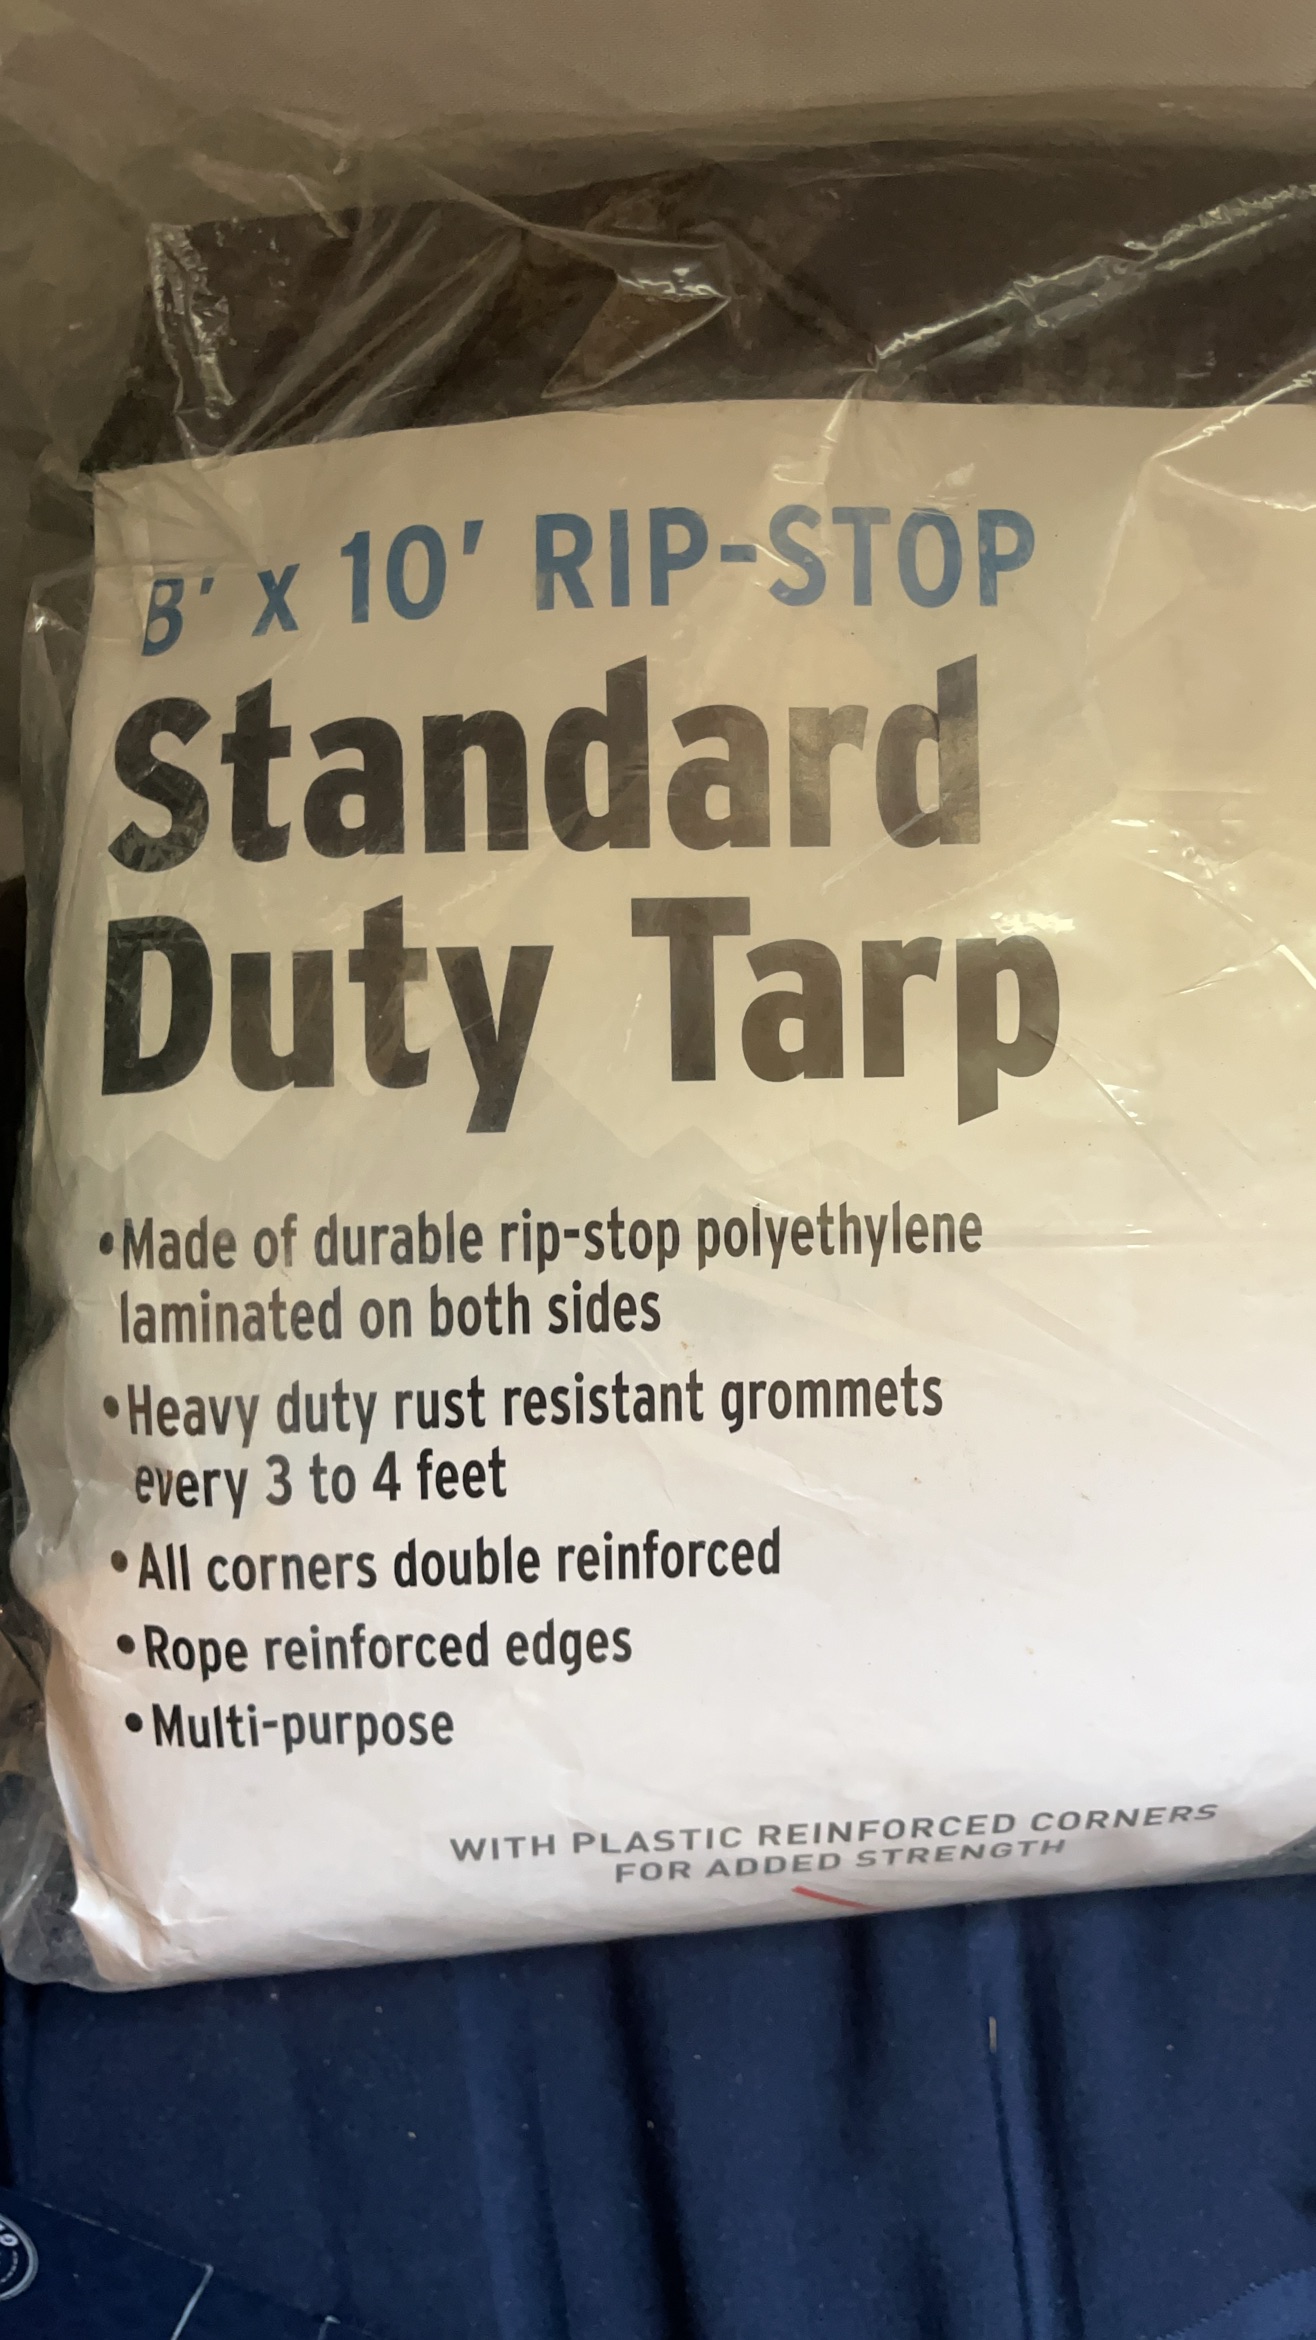 8' x 10' RIP-STOP
Standard
Duty Tarp
•Made of durable rip-stop polyethylene
laminated on both sides
•Heavy duty rust resistant grommets
every 3 to 4 feet
•All corners double reinforced
•Rope reinforced edges
•Multi-purpose
WITH PLASTIC REINFORCED CORNERS
FOR ADDED STRENGTH